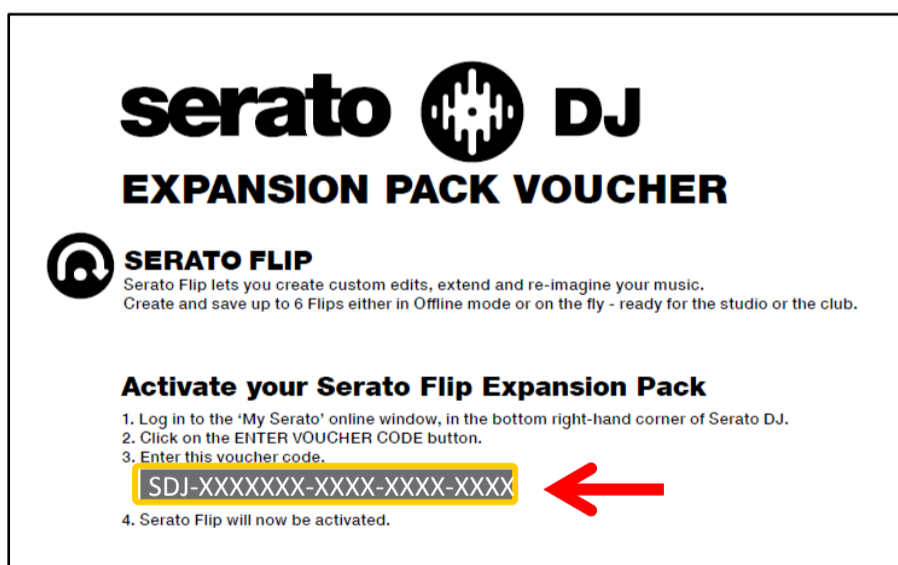 serato DJ
EXPANSION PACK VOUCHER
SERATO FLIP
Serato Flip lets you create custom edits, extend and re-imagine your music.
Create and save up to 6 Flips either in Offline mode or on the fly - ready for the studio or the club.
Activate your Serato Flip Expansion Pack
1. Log in to the ‘My Serato’ online window, in the bottom right-hand corner of Serato DJ.
2. Click on the ENTER VOUCHER CODE button.
3. Enter this voucher code.
SDJ-XXXXXXX-XXXX-XXXX-XXXX
4. Serato Flip will now be activated.